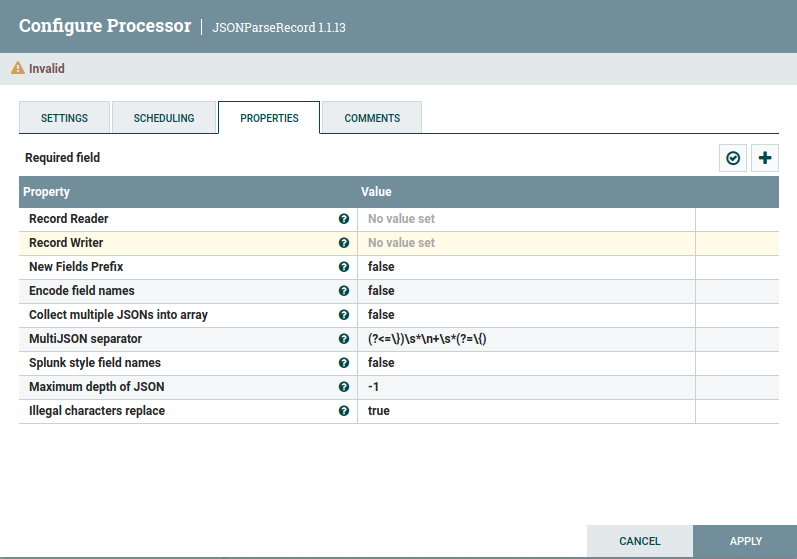 Configure Processor | JSONParseRecord 1.1.13
Invalid
SETTINGS SCHEDULING PROPERTIES COMMENTS
Required field
Property Value
Record Reader No value set
Record Writer No value set
New Fields Prefix false
Encode field names false
Collect multiple JSONs into array false
MultiJSON separator (?<=\})\s*\n+\s*(?=\{)
Splunk style field names false
Maximum depth of JSON -1
Illegal characters replace true
CANCEL APPLY